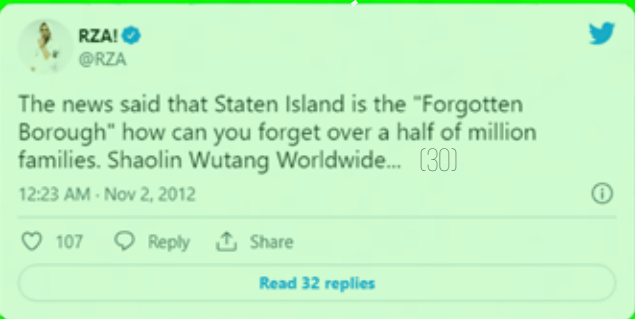 RZA!
@RZA
The news said that Staten Island is the "Forgotten
Borough" how can you forget over a half of million
families. Shaolin Wutang Worldwide... (30)
12:23 AM · Nov 2, 2012
107 Reply Share
Read 32 replies